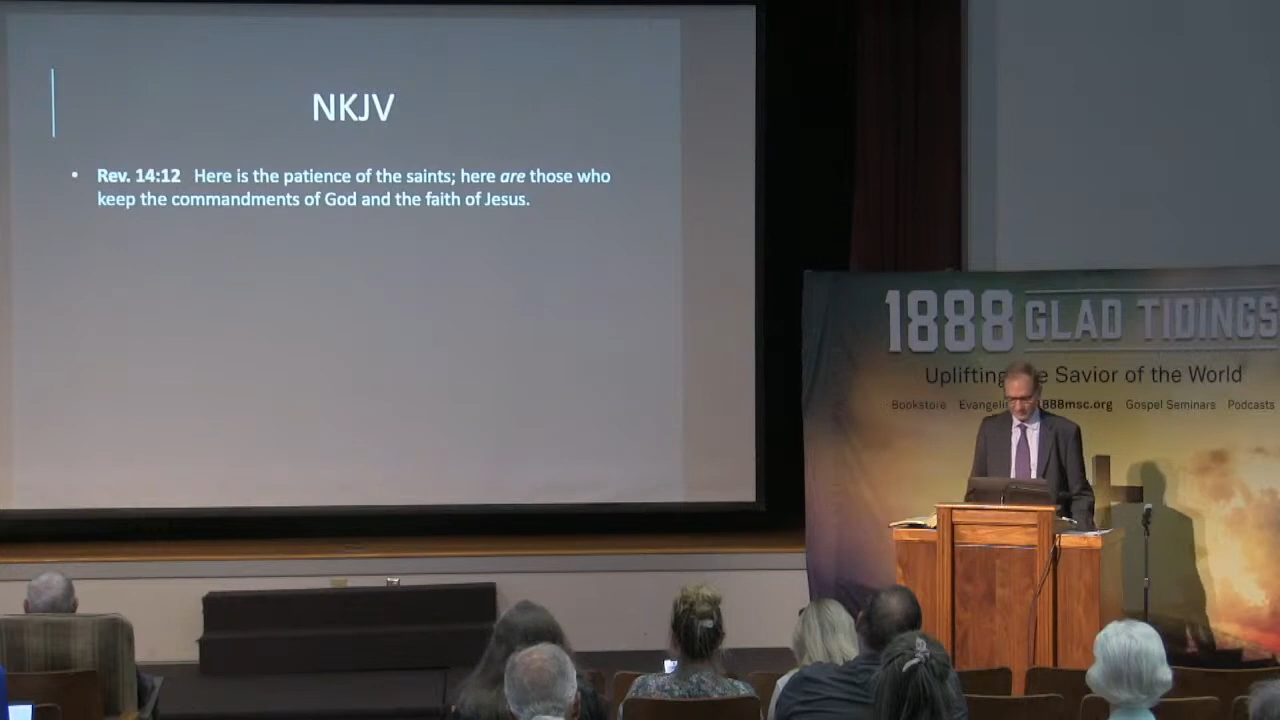 NKJV
• Rev. 14:12 Here is the patience of the saints; here are those who
keep the commandments of God and the faith of Jesus.
1888 GLAD TIDINGS
Uplifting Savior of the World
Bookstore 1888msc.org Gospel Seminars Podcasts